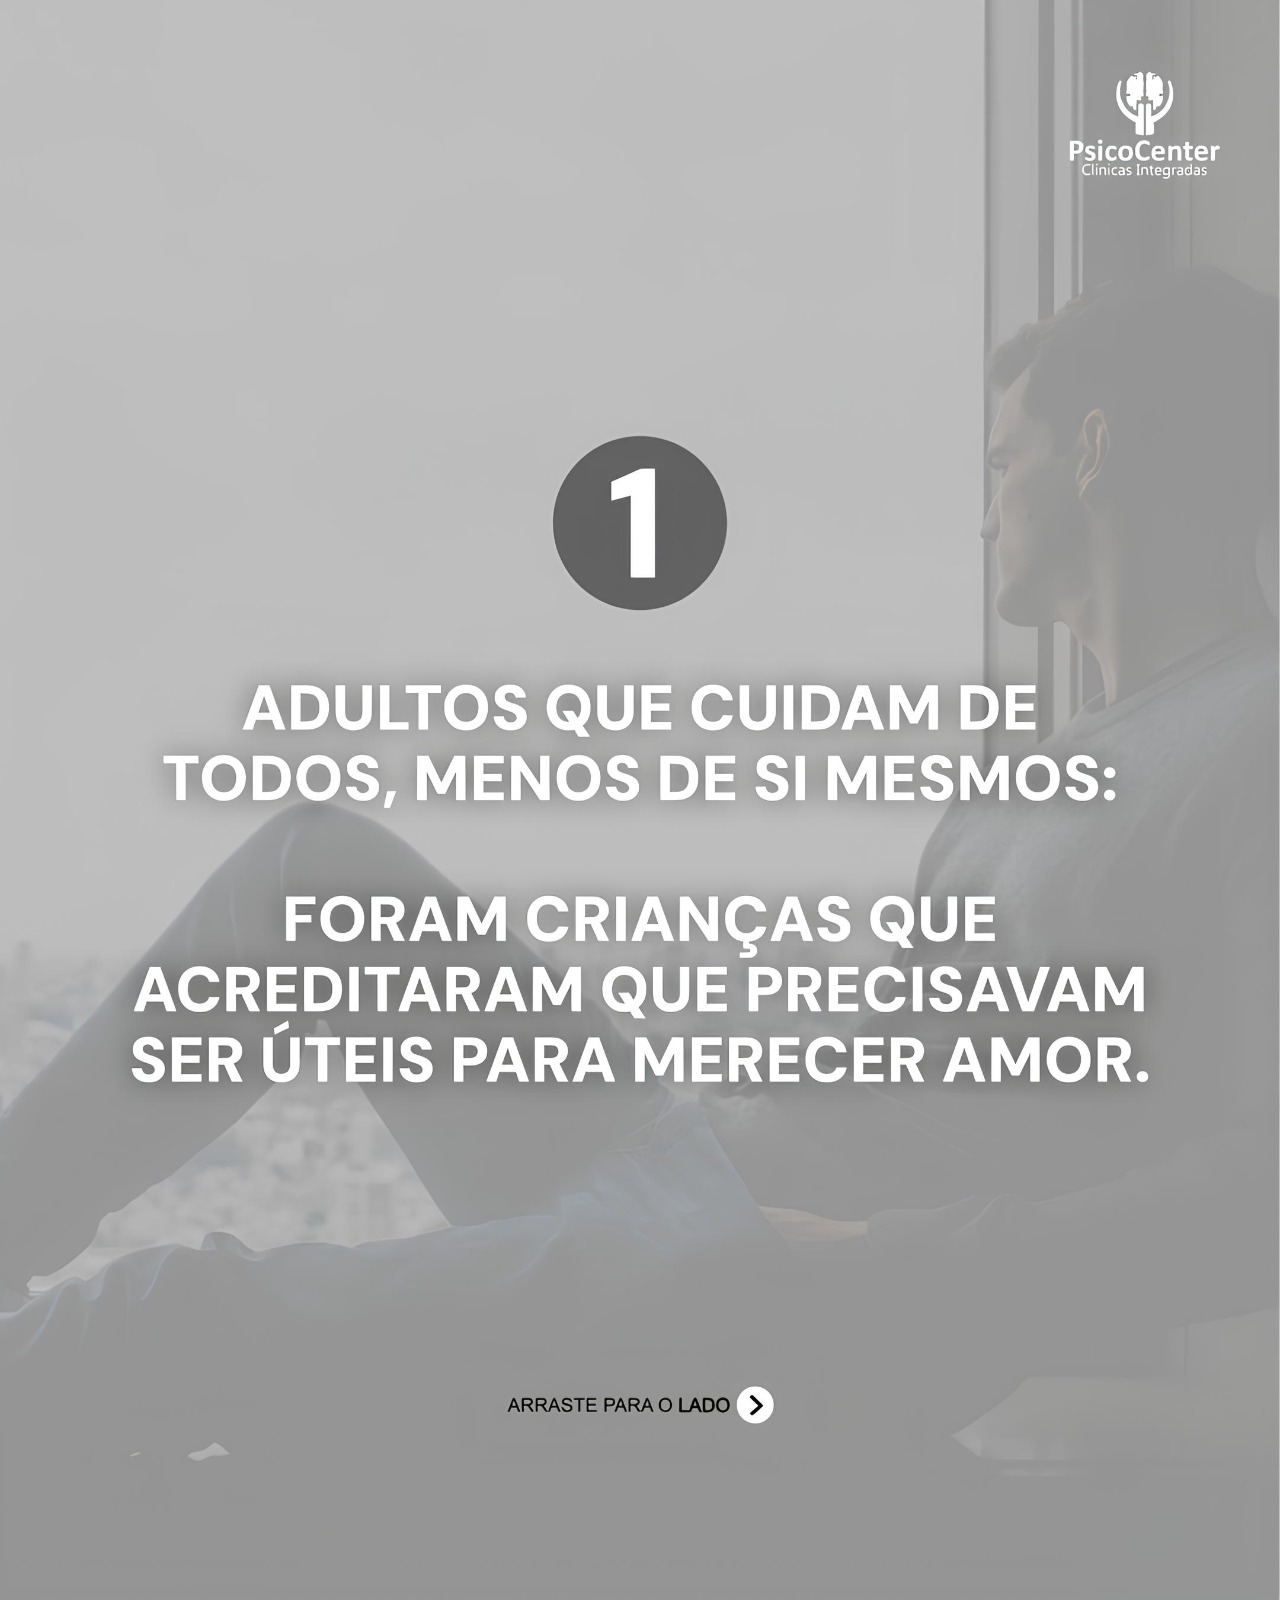 PsicoCenter
Clínicas Integradas
1
ADULTOS QUE CUIDAM DE
TODOS, MENOS DE SI MESMOS:
FORAM CRIANÇAS QUE
ACREDITARAM QUE PRECISAVAM
SER ÚTEIS PARA MERECER AMOR.
ARRASTE PARA O LADO